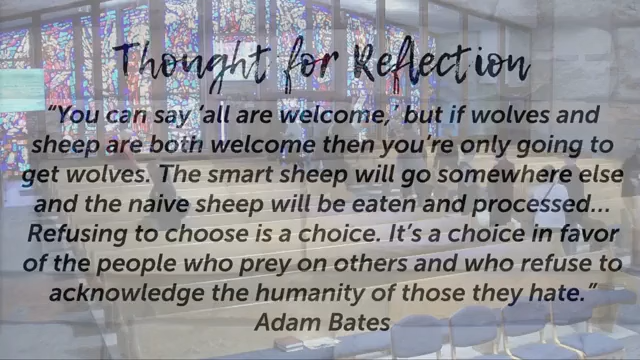 Thought for Reflection
“You can say ‘all are welcome,’ but if wolves and
sheep are both welcome then you’re only going to
get wolves. The smart sheep will go somewhere else
and the naive sheep will be eaten and processed...
Refusing to choose is a choice. It’s a choice in favor
of the people who prey on others and who refuse to
acknowledge the humanity of those they hate.”
Adam Bates